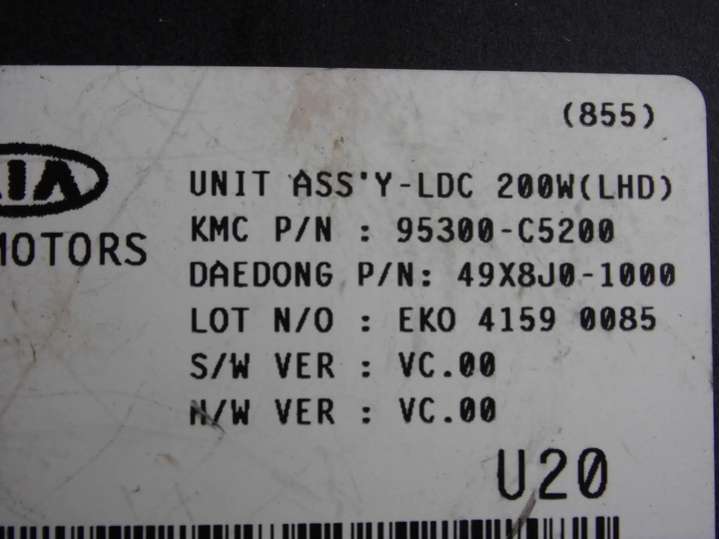 (855)
KIA
MOTORS
UNIT ASS'Y-LDC 200W(LHD)
KMC P/N : 95300-C5200
DAEDONG P/N: 49X8J0-1000
LOT N/O : EKO 4159 0085
S/W VER : VC.00
H/W VER : VC.00
U20